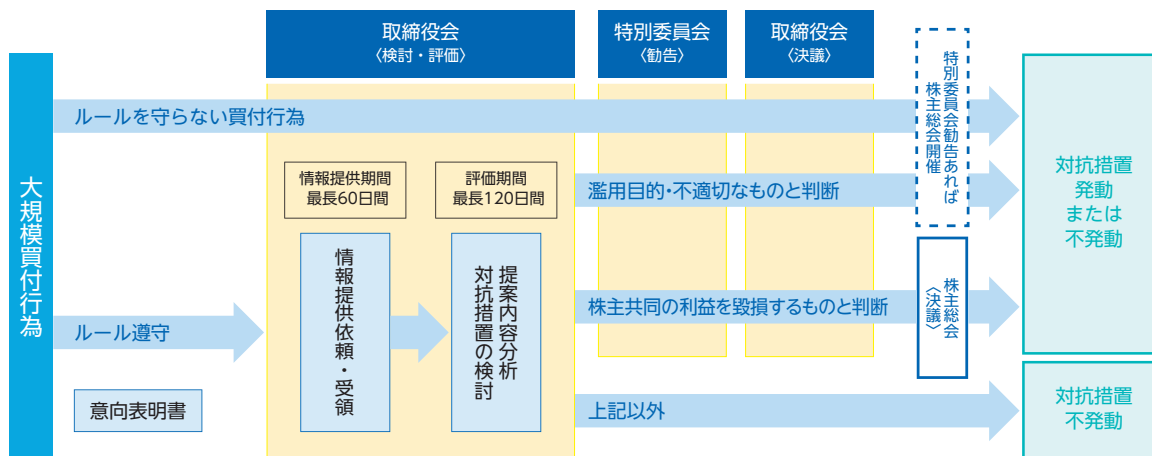 取締役会
〈検討・評価〉
特別委員会
〈勧告〉
取締役会
〈決議〉
大規模買付行為
ルールを守らない買付行為
特別委員会勧告あれば
株主総会開催
対抗措置
発動
または
不発動
情報提供期間
最長60日間
評価期間
最長120日間
濫用目的・不適切なものと判断
ルール遵守
情報提供依頼・受領
提案内容分析
対抗措置の検討
株主共同の利益を毀損するものと判断
株主総会
〈決議〉
意向表明書
上記以外
対抗措置
不発動